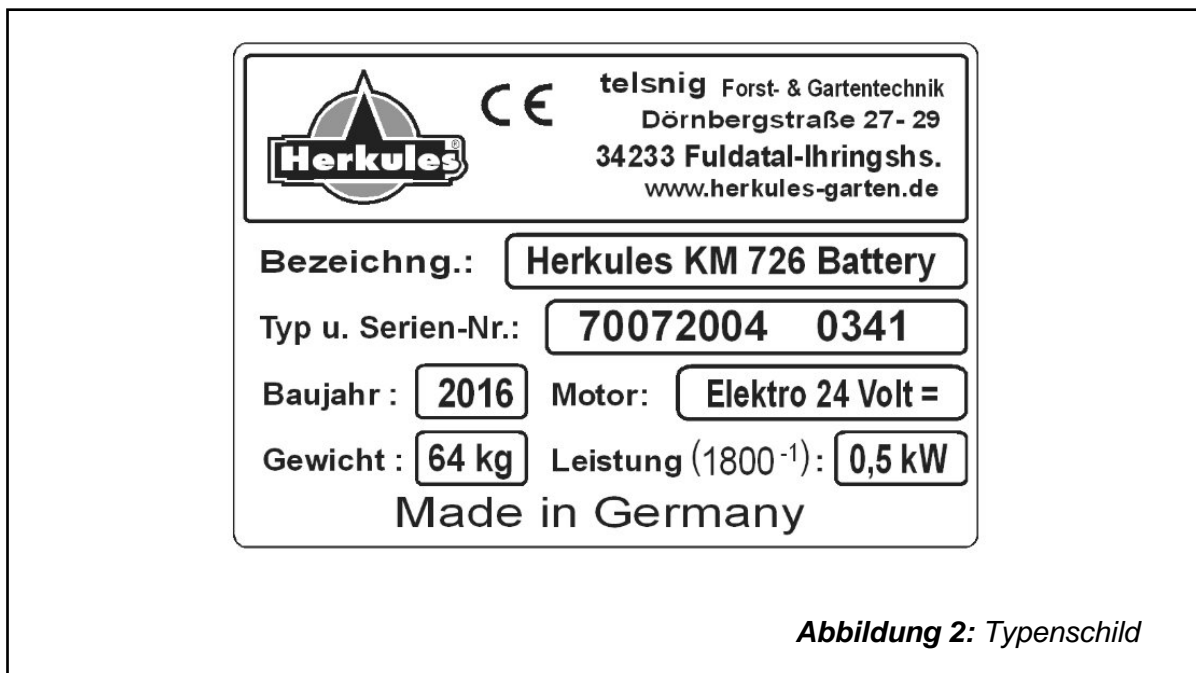 Herkules®
CE
telsnig Forst- & Gartentechnik
Dörnbergstraße 27- 29
34233 Fuldatal-Ihringshs.
www.herkules-garten.de
Bezeichng.: Herkules KM 726 Battery
Typ u. Serien-Nr.: 70072004 0341
Baujahr : 2016 Motor: Elektro 24 Volt =
Gewicht : 64 kg Leistung (1800 ⁻¹) : 0,5 kW
Made in Germany
Abbildung 2: Typenschild